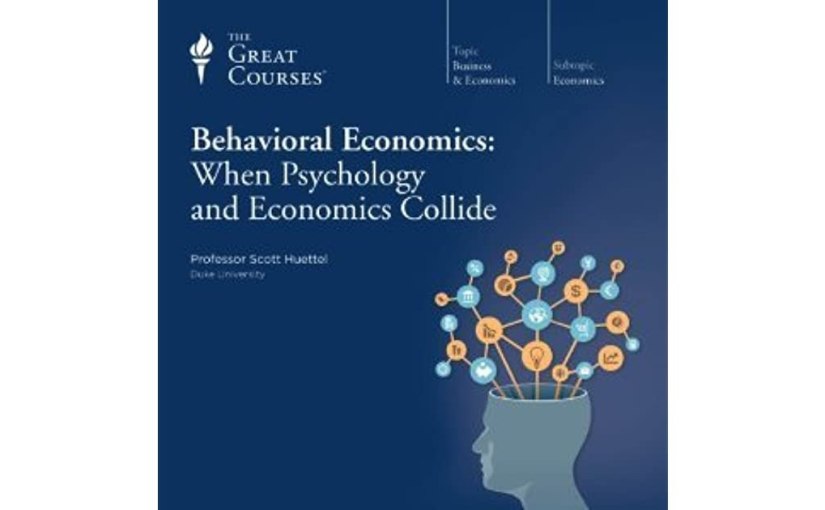 THE
GREAT
COURSES®
Topic
Business
& Economics
Subtopic
Economics
Behavioral Economics:
When Psychology
and Economics Collide
Professor Scott Huettel
Duke University
$